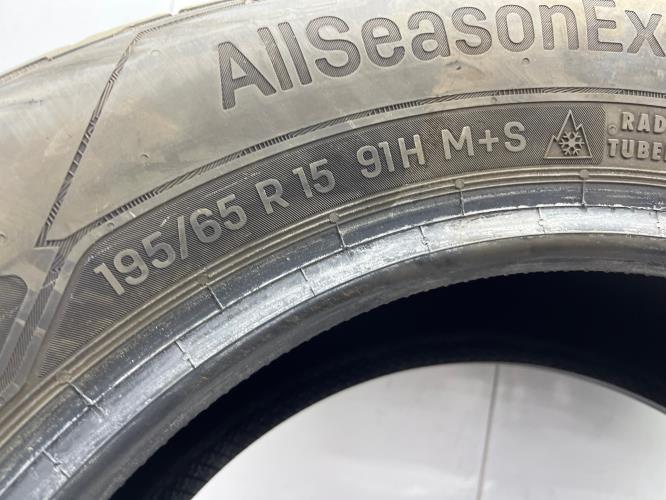 AllSeasonEx
195/65 R 15 91H M+S
RAD
TUBE